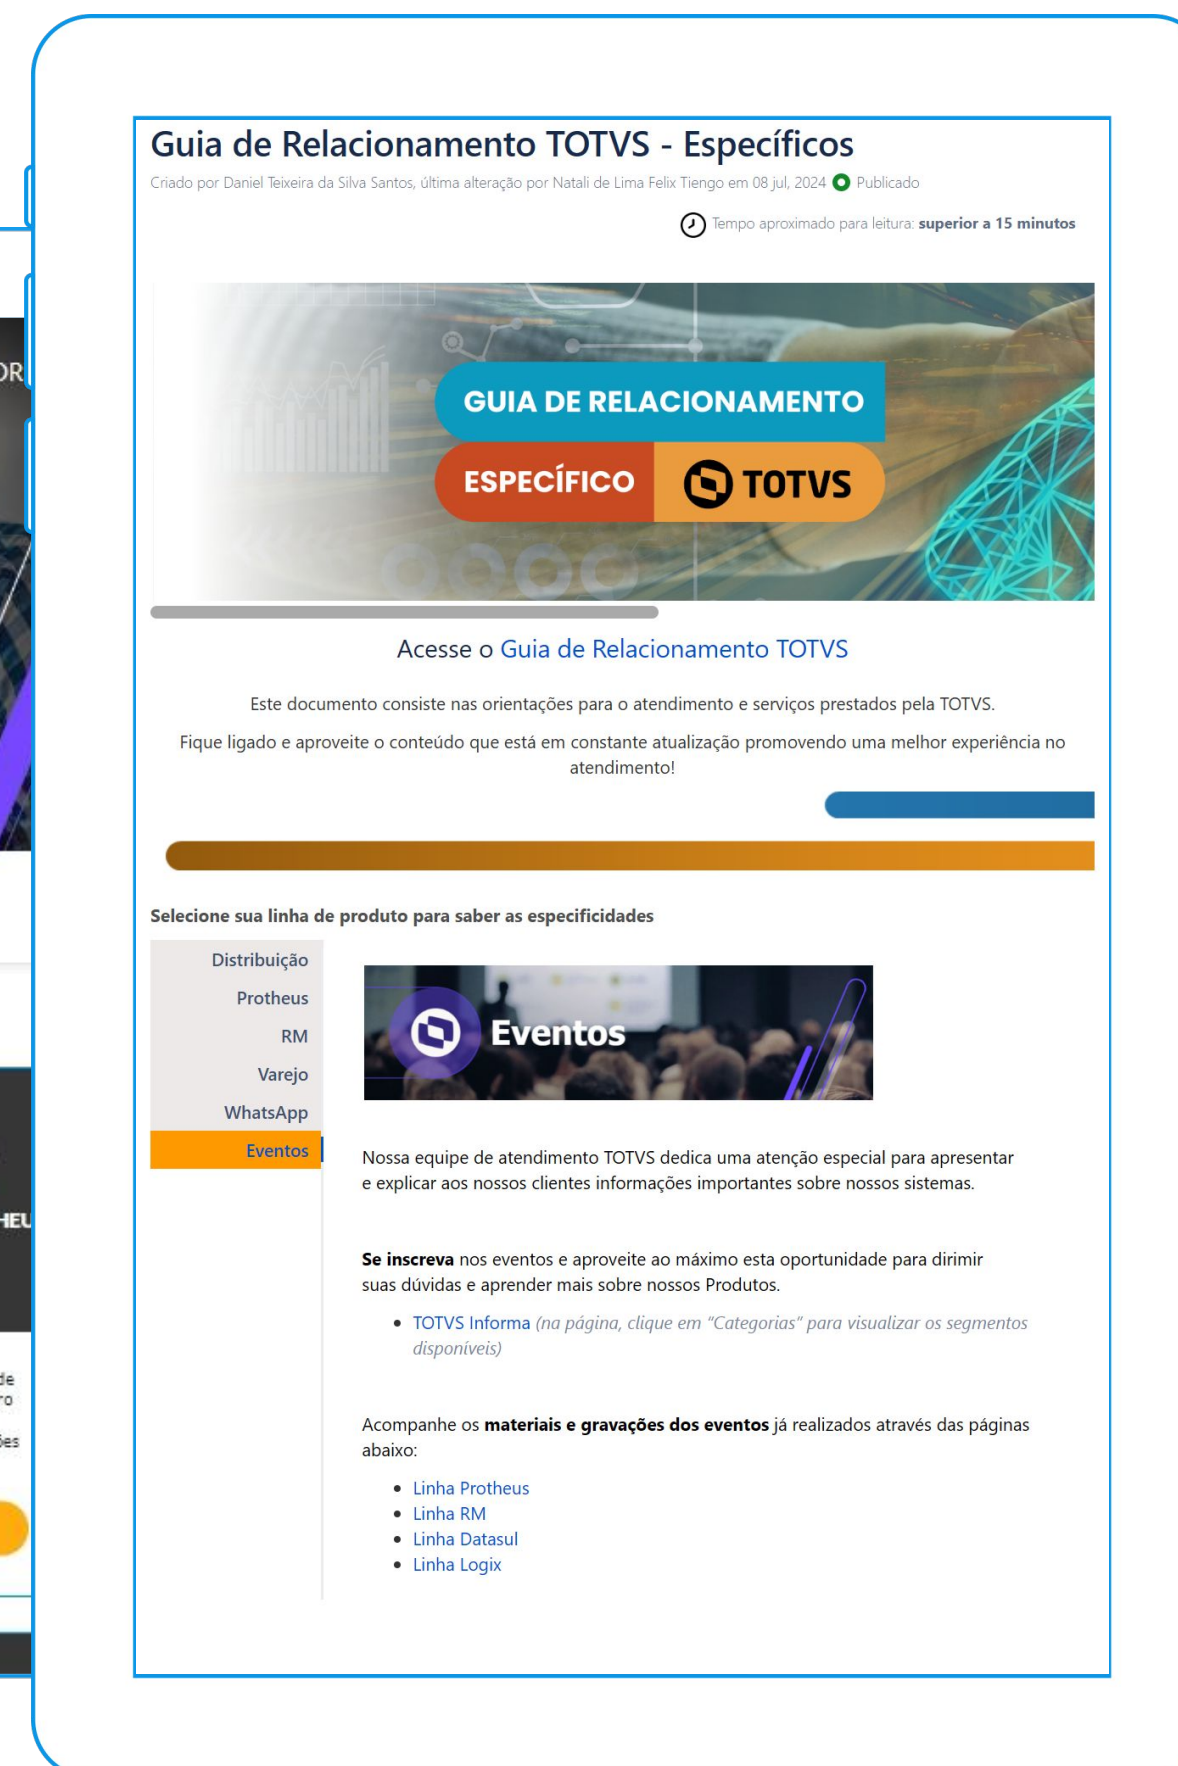 Guia de Relacionamento TOTVS - Específicos
Criado por Daniel Teixeira da Silva Santos, última alteração por Natali de Lima Felix Tiengo em 08 jul, 2024 Publicado
Tempo aproximado para leitura: superior a 15 minutos
GUIA DE RELACIONAMENTO
ESPECÍFICO TOTVS
Acesse o Guia de Relacionamento TOTVS
Este documento consiste nas orientações para o atendimento e serviços prestados pela TOTVS.
Fique ligado e aproveite o conteúdo que está em constante atualização promovendo uma melhor experiência no
atendimento!
Selecione sua linha de produto para saber as especificidades
Distribuição
Protheus
RM
Varejo
WhatsApp
Eventos
Eventos
Nossa equipe de atendimento TOTVS dedica uma atenção especial para apresentar
e explicar aos nossos clientes informações importantes sobre nossos sistemas.
Se inscreva nos eventos e aproveite ao máximo esta oportunidade para dirimir
suas dúvidas e aprender mais sobre nossos Produtos.
• TOTVS Informa (na página, clique em "Categorias" para visualizar os segmentos
disponíveis)
Acompanhe os materiais e gravações dos eventos já realizados através das páginas
abaixo:
• Linha Protheus
• Linha RM
• Linha Datasul
• Linha Logix